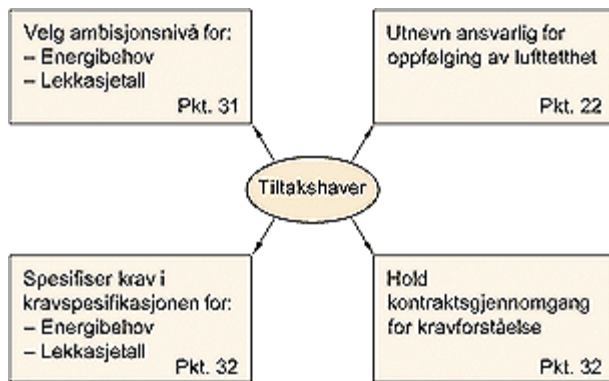 Velg ambisjonsnivå for:
– Energibehov
– Lekkasjetall
Pkt. 31
Utnevn ansvarlig for
oppfølging av lufttetthet
Pkt. 22
Tiltakshaver
Spesifiser krav i
kravspesifikasjonen for:
– Energibehov
– Lekkasjetall
Pkt. 32
Hold
kontraktsgjennomgang
for kravforståelse
Pkt. 32